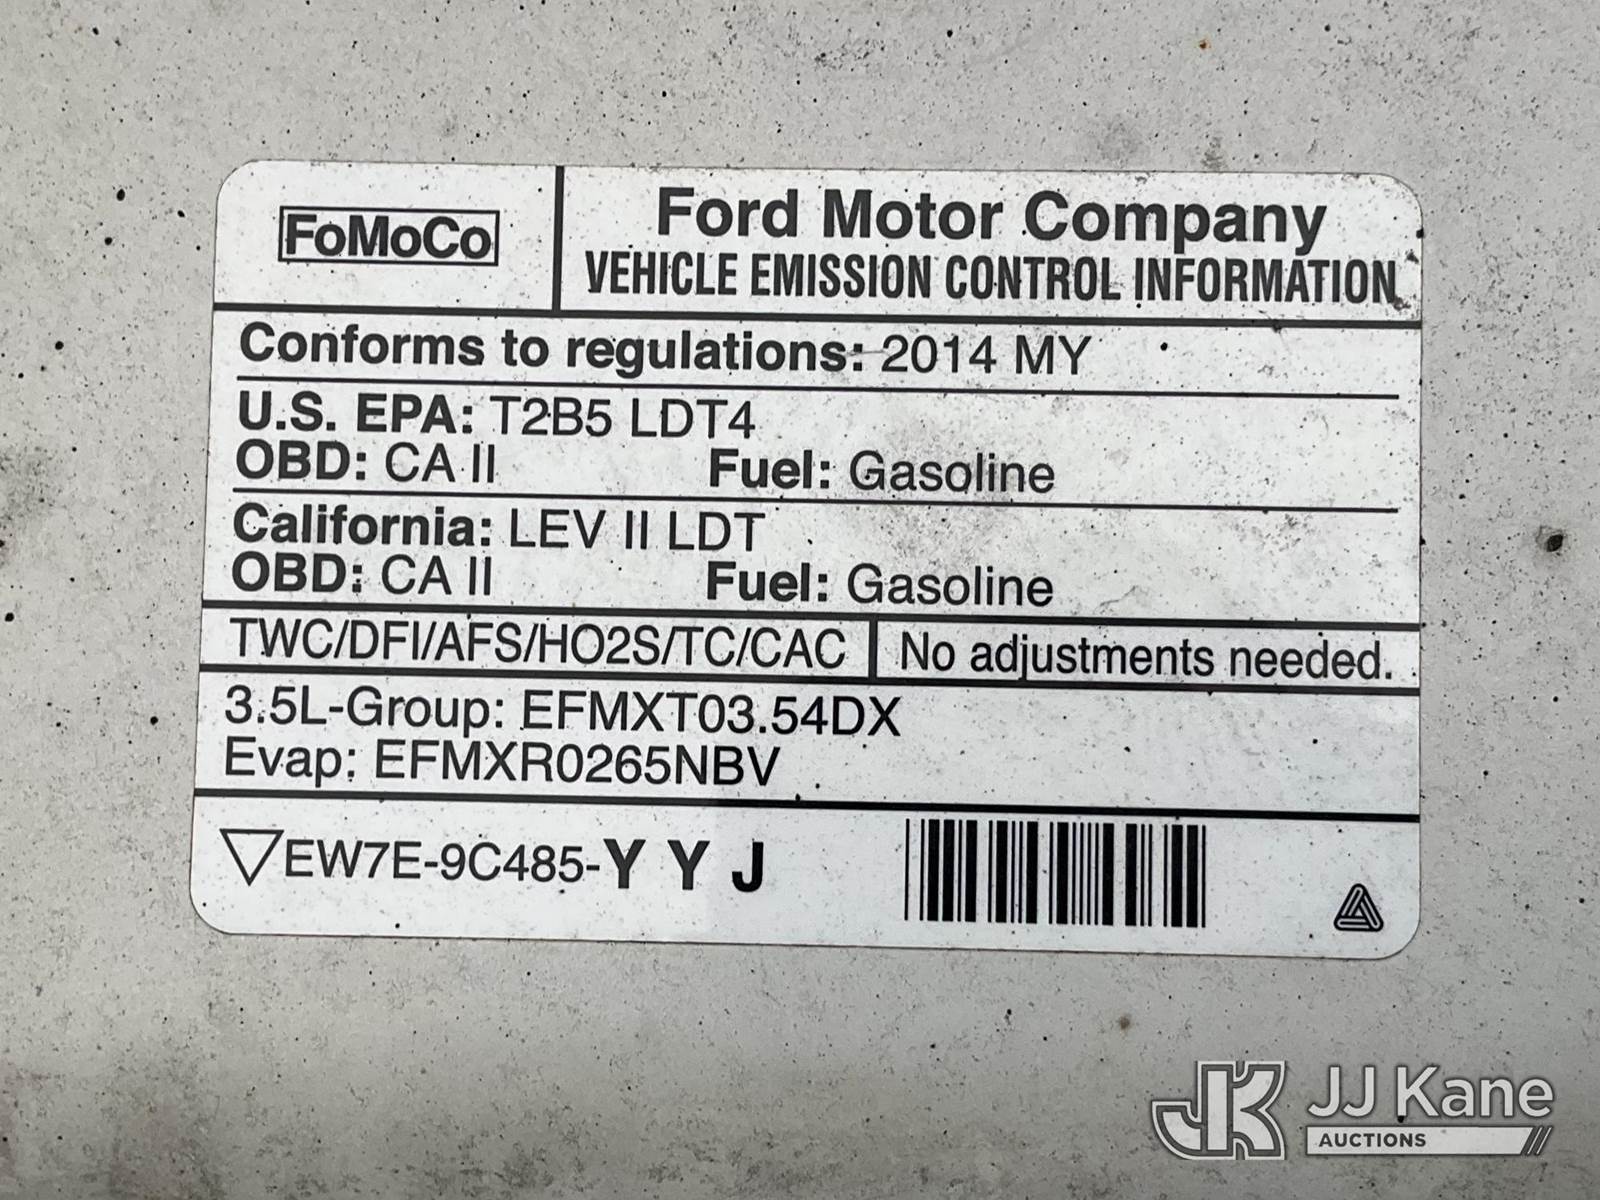 FoMoCo
Ford Motor Company
VEHICLE EMISSION CONTROL INFORMATION
Conforms to regulations: 2014 MY
U.S. EPA: T2B5 LDT4
OBD: CA II Fuel: Gasoline
California: LEV II LDT
OBD: CA II Fuel: Gasoline
TWC/DFI/AFS/HO2S/TC/CAC No adjustments needed.
3.5L-Group: EFMXT03.54DX
Evap: EFMXR0265NBV
EW7E-9C485-Y Y J
JK JJ Kane
AUCTIONS